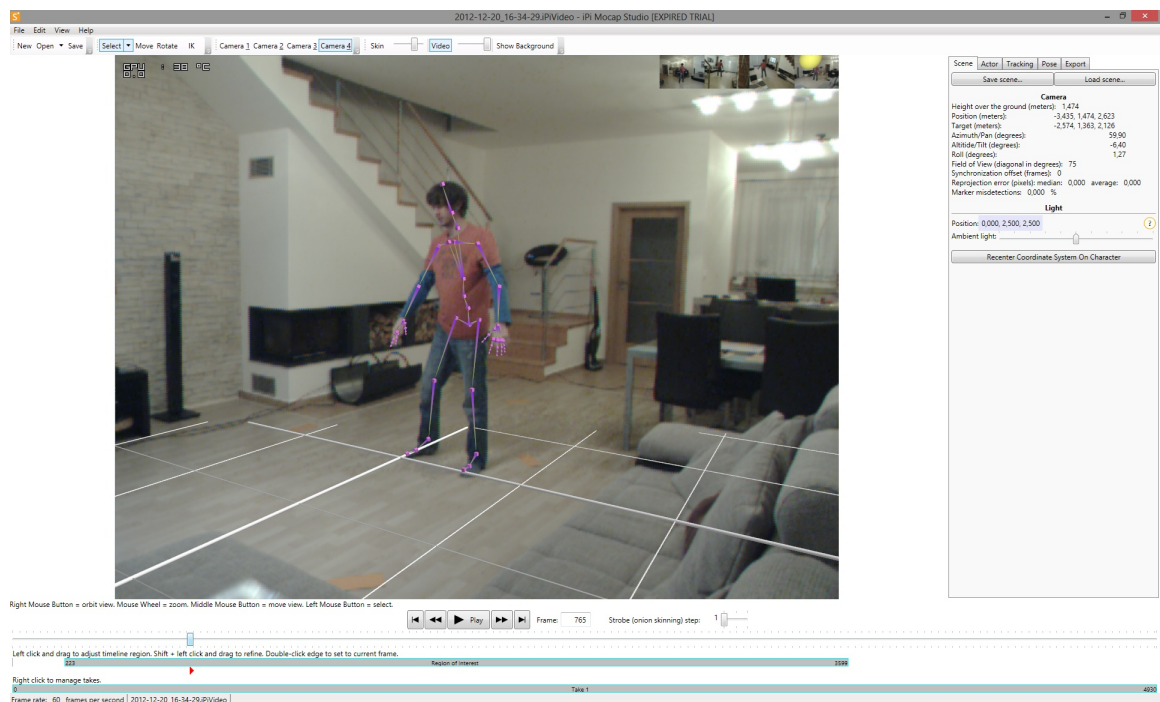 2012-12-20_16-34-29.iPiVideo - iPi Mocap Studio [EXPIRED TRIAL]
File Edit View Help
New Open Save Select Move Rotate IK Camera 1 Camera 2 Camera 3 Camera 4 Skin Video Show Background
Scene Actor Tracking Pose Export
Save scene... Load scene...
Camera
Height over the ground (meters): 1,474
Position (meters): -3,435, 1,474, 2,623
Target (meters): -2,574, 1,363, 2,126
Azimuth/Pan (degrees): 59,90
Altitide/Tilt (degrees): -6,40
Roll (degrees): 1,27
Field of View (diagonal in degrees): 75
Synchronization offset (frames): 0
Reprojection error (pixels): median: 0,000 average: 0,000
Marker misdetections: 0,000 %
Light
Position: 0,000, 2,500, 2,500 ?
Ambient light:
Recenter Coordinate System On Character
Right Mouse Button = orbit view. Mouse Wheel = zoom. Middle Mouse Button = move view. Left Mouse Button = select.
Play Frame: 765 Strobe (onion skinning) step: 1
Left click and drag to adjust timeline region. Shift + left click and drag to refine. Double-click edge to set to current frame.
223 Region of Interest 3599
Right click to manage takes.
0 Take 1 4930
Frame rate: 60 frames per second 2012-12-20_16-34-29.iPiVideo